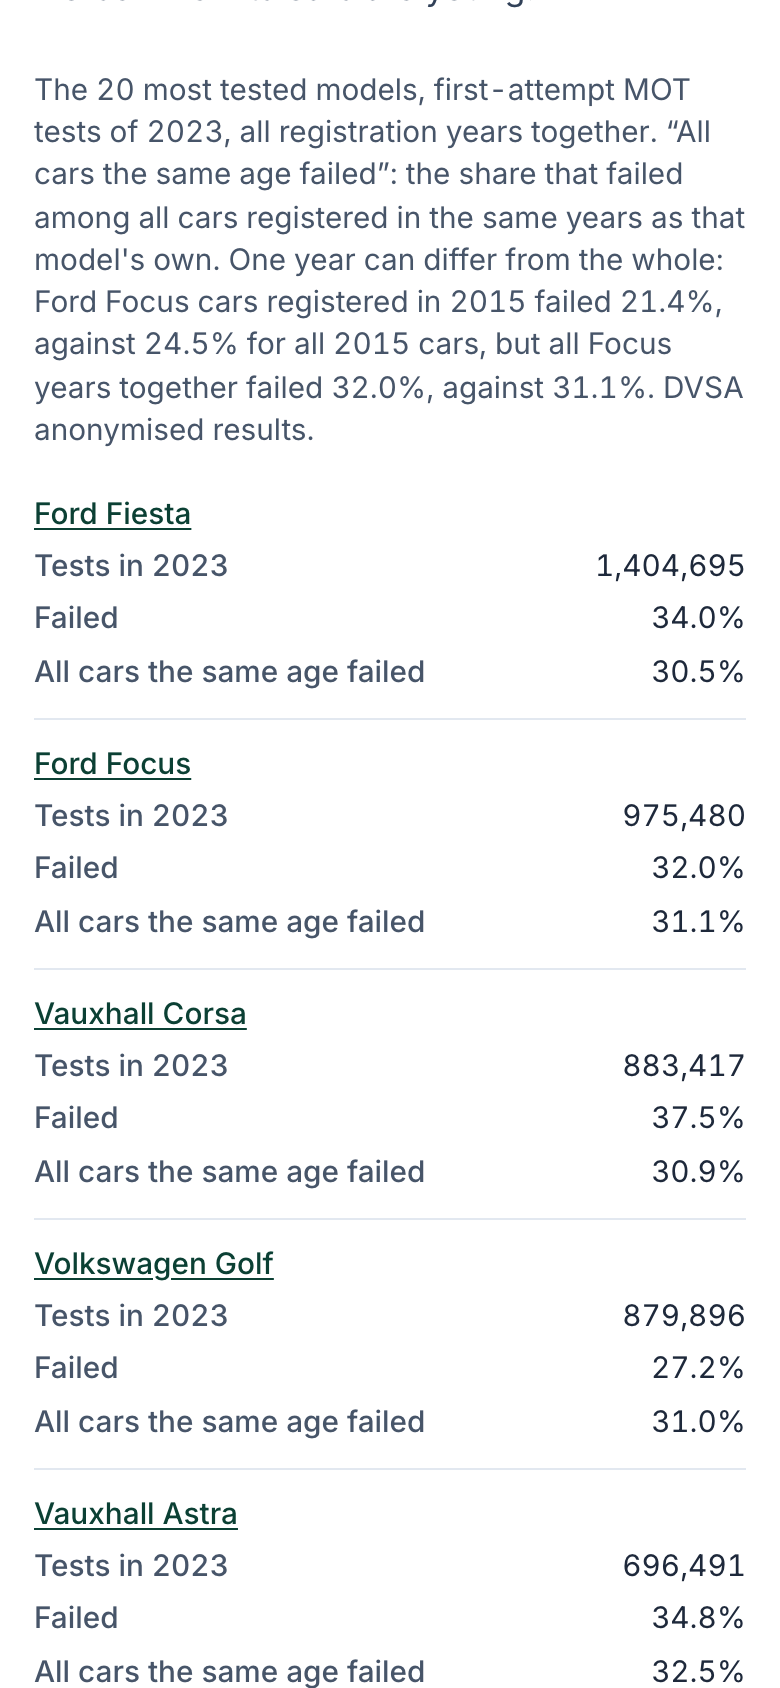 The 20 most tested models, first-attempt MOT
tests of 2023, all registration years together. “All
cars the same age failed”: the share that failed
among all cars registered in the same years as that
model's own. One year can differ from the whole:
Ford Focus cars registered in 2015 failed 21.4%,
against 24.5% for all 2015 cars, but all Focus
years together failed 32.0%, against 31.1%. DVSA
anonymised results.
Ford Fiesta
Tests in 2023 1,404,695
Failed 34.0%
All cars the same age failed 30.5%
Ford Focus
Tests in 2023 975,480
Failed 32.0%
All cars the same age failed 31.1%
Vauxhall Corsa
Tests in 2023 883,417
Failed 37.5%
All cars the same age failed 30.9%
Volkswagen Golf
Tests in 2023 879,896
Failed 27.2%
All cars the same age failed 31.0%
Vauxhall Astra
Tests in 2023 696,491
Failed 34.8%
All cars the same age failed 32.5%